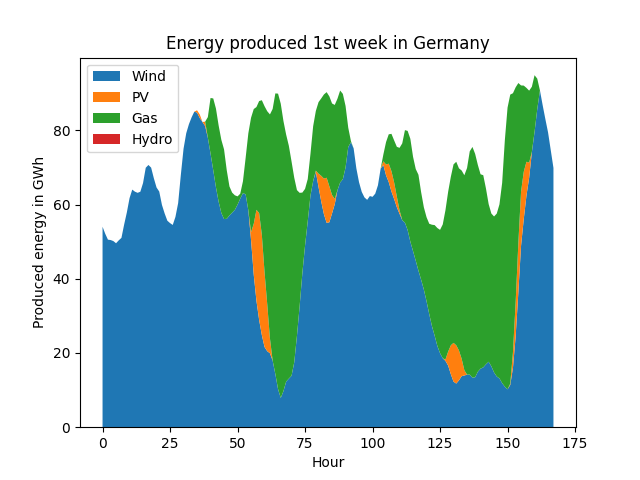 Energy produced 1st week in Germany
Wind
PV
Gas
Hydro
Produced energy in GWh
80
60
40
20
0
0 25 50 75 100 125 150 175
Hour